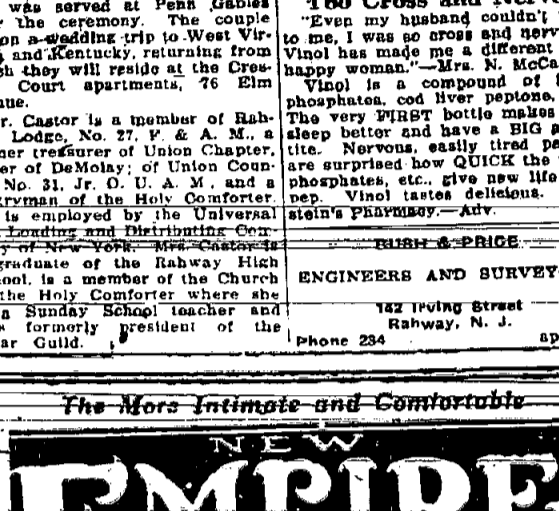 was served at Penn Gables
the ceremony. The couple
on a wedding trip to West Vir-
and Kentucky, returning from
h they will reside at the Cres-
Court apartments, 76 Elm
nue.
r. Castor is a member of Rah-
Lodge, No. 27, F. & A. M., a
ner treasurer of Union Chapter,
er of DeMolay; of Union Coun-
No. 31, Jr. O. U. A. M. and a
ryman of the Holy Comforter.
is employed by the Universal
Loading and Distributing Com-
y of New York. Mrs. Castor is
graduate of the Rahway High
ool, is a member of the Church
the Holy Comforter where she
a Sunday School teacher and
s formerly president of the
ar Guild.
Too Cross and Nerv
"Even my husband couldn't
to me, I was so cross and nerv
Vinol has made me a different
happy woman."—Mrs. N. McCa
Vinol is a compound of
phosphates, cod liver peptone,
The very FIRST bottle makes
sleep better and have a BIG
tite. Nervous, easily tired pe
are surprised how QUICK the
phosphates, etc., give new life
pep. Vinol tastes delicious.
stein's Pharmacy.—Adv.
RUSH & PRICE
ENGINEERS AND SURVEY
142 Irving Street
Rahway, N. J.
Phone 234 ap
The More Intimate and Comfortable
NEW
EMPIRE